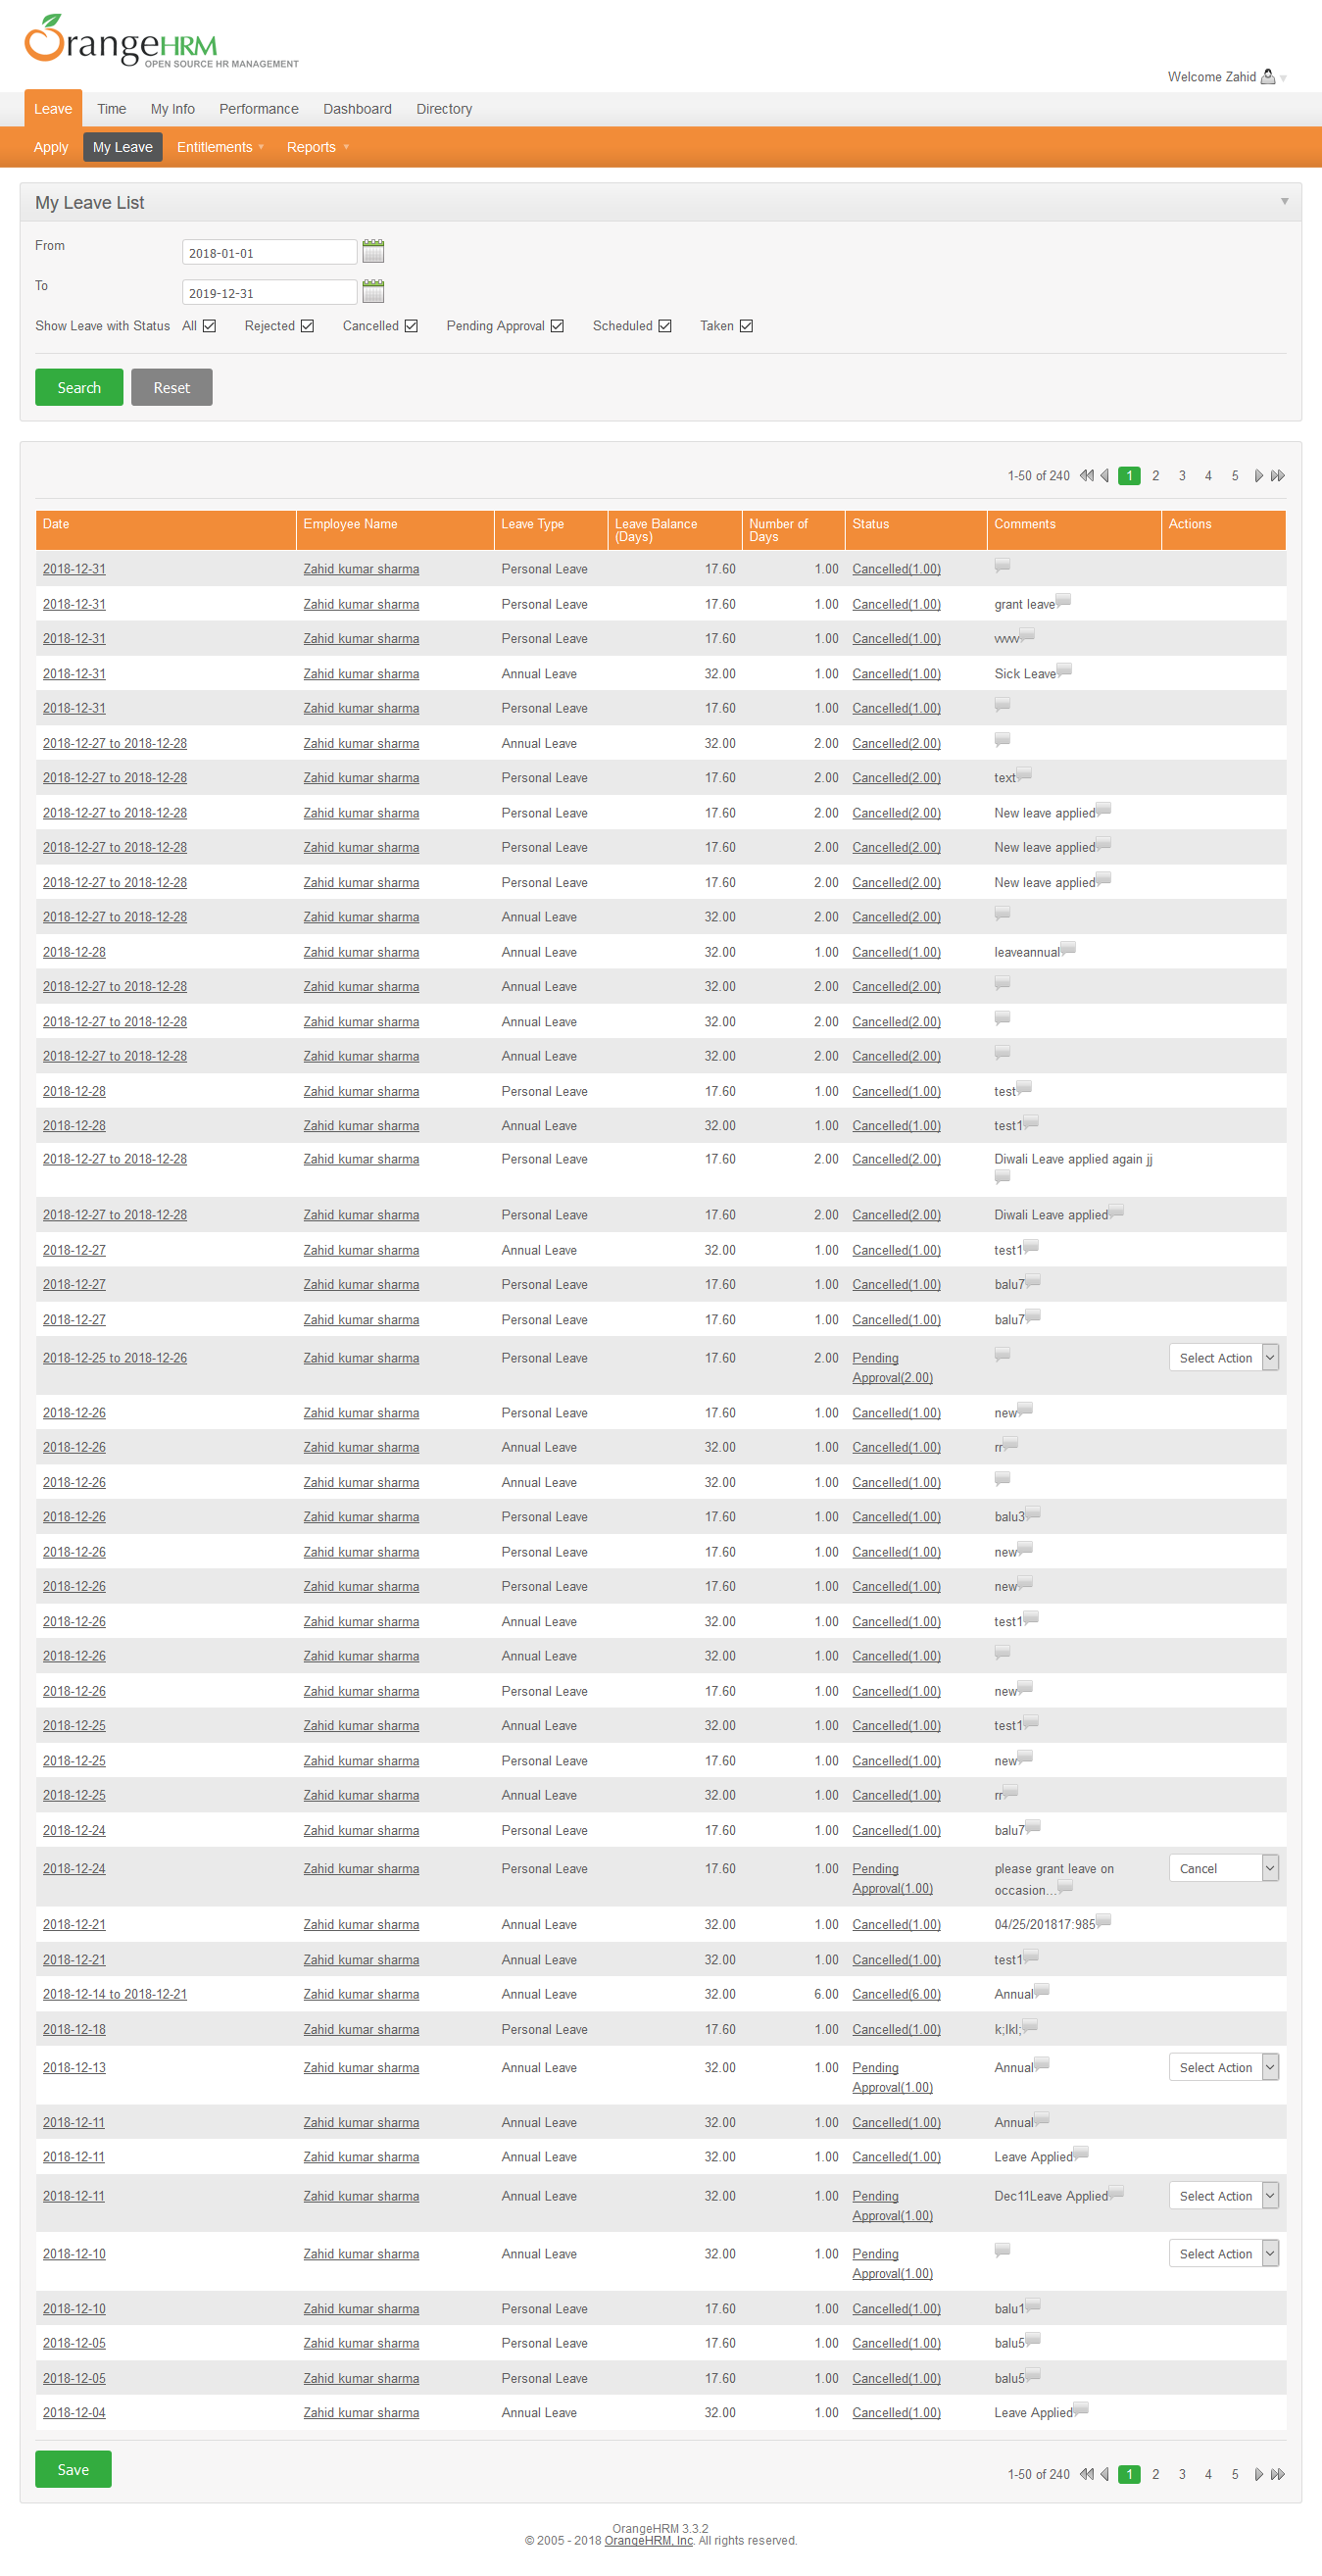 OrangeHRM
OPEN SOURCE HR MANAGEMENT
Welcome Zahid
Leave Time My Info Performance Dashboard Directory
Apply My Leave Entitlements Reports
My Leave List
From 2018-01-01
To 2019-12-31
Show Leave with Status All Rejected Cancelled Pending Approval Scheduled Taken
Search Reset
1-50 of 240 1 2 3 4 5
Date Employee Name Leave Type Leave Balance (Days) Number of Days Status Comments Actions
2018-12-31 Zahid kumar sharma Personal Leave 17.60 1.00 Cancelled(1.00)
2018-12-31 Zahid kumar sharma Personal Leave 17.60 1.00 Cancelled(1.00) grant leave
2018-12-31 Zahid kumar sharma Personal Leave 17.60 1.00 Cancelled(1.00) vvvv
2018-12-31 Zahid kumar sharma Annual Leave 32.00 1.00 Cancelled(1.00) Sick Leave
2018-12-31 Zahid kumar sharma Personal Leave 17.60 1.00 Cancelled(1.00)
2018-12-27 to 2018-12-28 Zahid kumar sharma Annual Leave 32.00 2.00 Cancelled(2.00)
2018-12-27 to 2018-12-28 Zahid kumar sharma Personal Leave 17.60 2.00 Cancelled(2.00) text
2018-12-27 to 2018-12-28 Zahid kumar sharma Personal Leave 17.60 2.00 Cancelled(2.00) New leave applied
2018-12-27 to 2018-12-28 Zahid kumar sharma Personal Leave 17.60 2.00 Cancelled(2.00) New leave applied
2018-12-27 to 2018-12-28 Zahid kumar sharma Personal Leave 17.60 2.00 Cancelled(2.00) New leave applied
2018-12-27 to 2018-12-28 Zahid kumar sharma Annual Leave 32.00 2.00 Cancelled(2.00)
2018-12-28 Zahid kumar sharma Annual Leave 32.00 1.00 Cancelled(1.00) leaveannual
2018-12-27 to 2018-12-28 Zahid kumar sharma Annual Leave 32.00 2.00 Cancelled(2.00)
2018-12-27 to 2018-12-28 Zahid kumar sharma Annual Leave 32.00 2.00 Cancelled(2.00)
2018-12-27 to 2018-12-28 Zahid kumar sharma Annual Leave 32.00 2.00 Cancelled(2.00)
2018-12-28 Zahid kumar sharma Personal Leave 17.60 1.00 Cancelled(1.00) test
2018-12-28 Zahid kumar sharma Annual Leave 32.00 1.00 Cancelled(1.00) test1
2018-12-27 to 2018-12-28 Zahid kumar sharma Personal Leave 17.60 2.00 Cancelled(2.00) Diwali Leave applied again jj
2018-12-27 to 2018-12-28 Zahid kumar sharma Personal Leave 17.60 2.00 Cancelled(2.00) Diwali Leave applied
2018-12-27 Zahid kumar sharma Annual Leave 32.00 1.00 Cancelled(1.00) test1
2018-12-27 Zahid kumar sharma Personal Leave 17.60 1.00 Cancelled(1.00) balu7
2018-12-27 Zahid kumar sharma Personal Leave 17.60 1.00 Cancelled(1.00) balu7
2018-12-25 to 2018-12-26 Zahid kumar sharma Personal Leave 17.60 2.00 Pending Approval(2.00) Select Action
2018-12-26 Zahid kumar sharma Personal Leave 17.60 1.00 Cancelled(1.00) new
2018-12-26 Zahid kumar sharma Annual Leave 32.00 1.00 Cancelled(1.00) rr
2018-12-26 Zahid kumar sharma Annual Leave 32.00 1.00 Cancelled(1.00)
2018-12-26 Zahid kumar sharma Personal Leave 17.60 1.00 Cancelled(1.00) balu3
2018-12-26 Zahid kumar sharma Personal Leave 17.60 1.00 Cancelled(1.00) new
2018-12-26 Zahid kumar sharma Personal Leave 17.60 1.00 Cancelled(1.00) new
2018-12-26 Zahid kumar sharma Annual Leave 32.00 1.00 Cancelled(1.00) test1
2018-12-26 Zahid kumar sharma Annual Leave 32.00 1.00 Cancelled(1.00)
2018-12-26 Zahid kumar sharma Personal Leave 17.60 1.00 Cancelled(1.00) new
2018-12-25 Zahid kumar sharma Annual Leave 32.00 1.00 Cancelled(1.00) test1
2018-12-25 Zahid kumar sharma Personal Leave 17.60 1.00 Cancelled(1.00) new
2018-12-25 Zahid kumar sharma Annual Leave 32.00 1.00 Cancelled(1.00) rr
2018-12-24 Zahid kumar sharma Personal Leave 17.60 1.00 Cancelled(1.00) balu7
2018-12-24 Zahid kumar sharma Personal Leave 17.60 1.00 Pending Approval(1.00) please grant leave on occasion... Cancel
2018-12-21 Zahid kumar sharma Annual Leave 32.00 1.00 Cancelled(1.00) 04/25/201817:985
2018-12-21 Zahid kumar sharma Annual Leave 32.00 1.00 Cancelled(1.00) test1
2018-12-14 to 2018-12-21 Zahid kumar sharma Annual Leave 32.00 6.00 Cancelled(6.00) Annual
2018-12-18 Zahid kumar sharma Personal Leave 17.60 1.00 Cancelled(1.00) k;lkl;
2018-12-13 Zahid kumar sharma Annual Leave 32.00 1.00 Pending Approval(1.00) Annual Select Action
2018-12-11 Zahid kumar sharma Annual Leave 32.00 1.00 Cancelled(1.00) Annual
2018-12-11 Zahid kumar sharma Annual Leave 32.00 1.00 Cancelled(1.00) Leave Applied
2018-12-11 Zahid kumar sharma Annual Leave 32.00 1.00 Pending Approval(1.00) Dec11Leave Applied Select Action
2018-12-10 Zahid kumar sharma Annual Leave 32.00 1.00 Pending Approval(1.00) Select Action
2018-12-10 Zahid kumar sharma Personal Leave 17.60 1.00 Cancelled(1.00) balu1
2018-12-05 Zahid kumar sharma Personal Leave 17.60 1.00 Cancelled(1.00) balu5
2018-12-05 Zahid kumar sharma Personal Leave 17.60 1.00 Cancelled(1.00) balu5
2018-12-04 Zahid kumar sharma Annual Leave 32.00 1.00 Cancelled(1.00) Leave Applied
Save 1-50 of 240 1 2 3 4 5
OrangeHRM 3.3.2
© 2005 - 2018 OrangeHRM, Inc. All rights reserved.